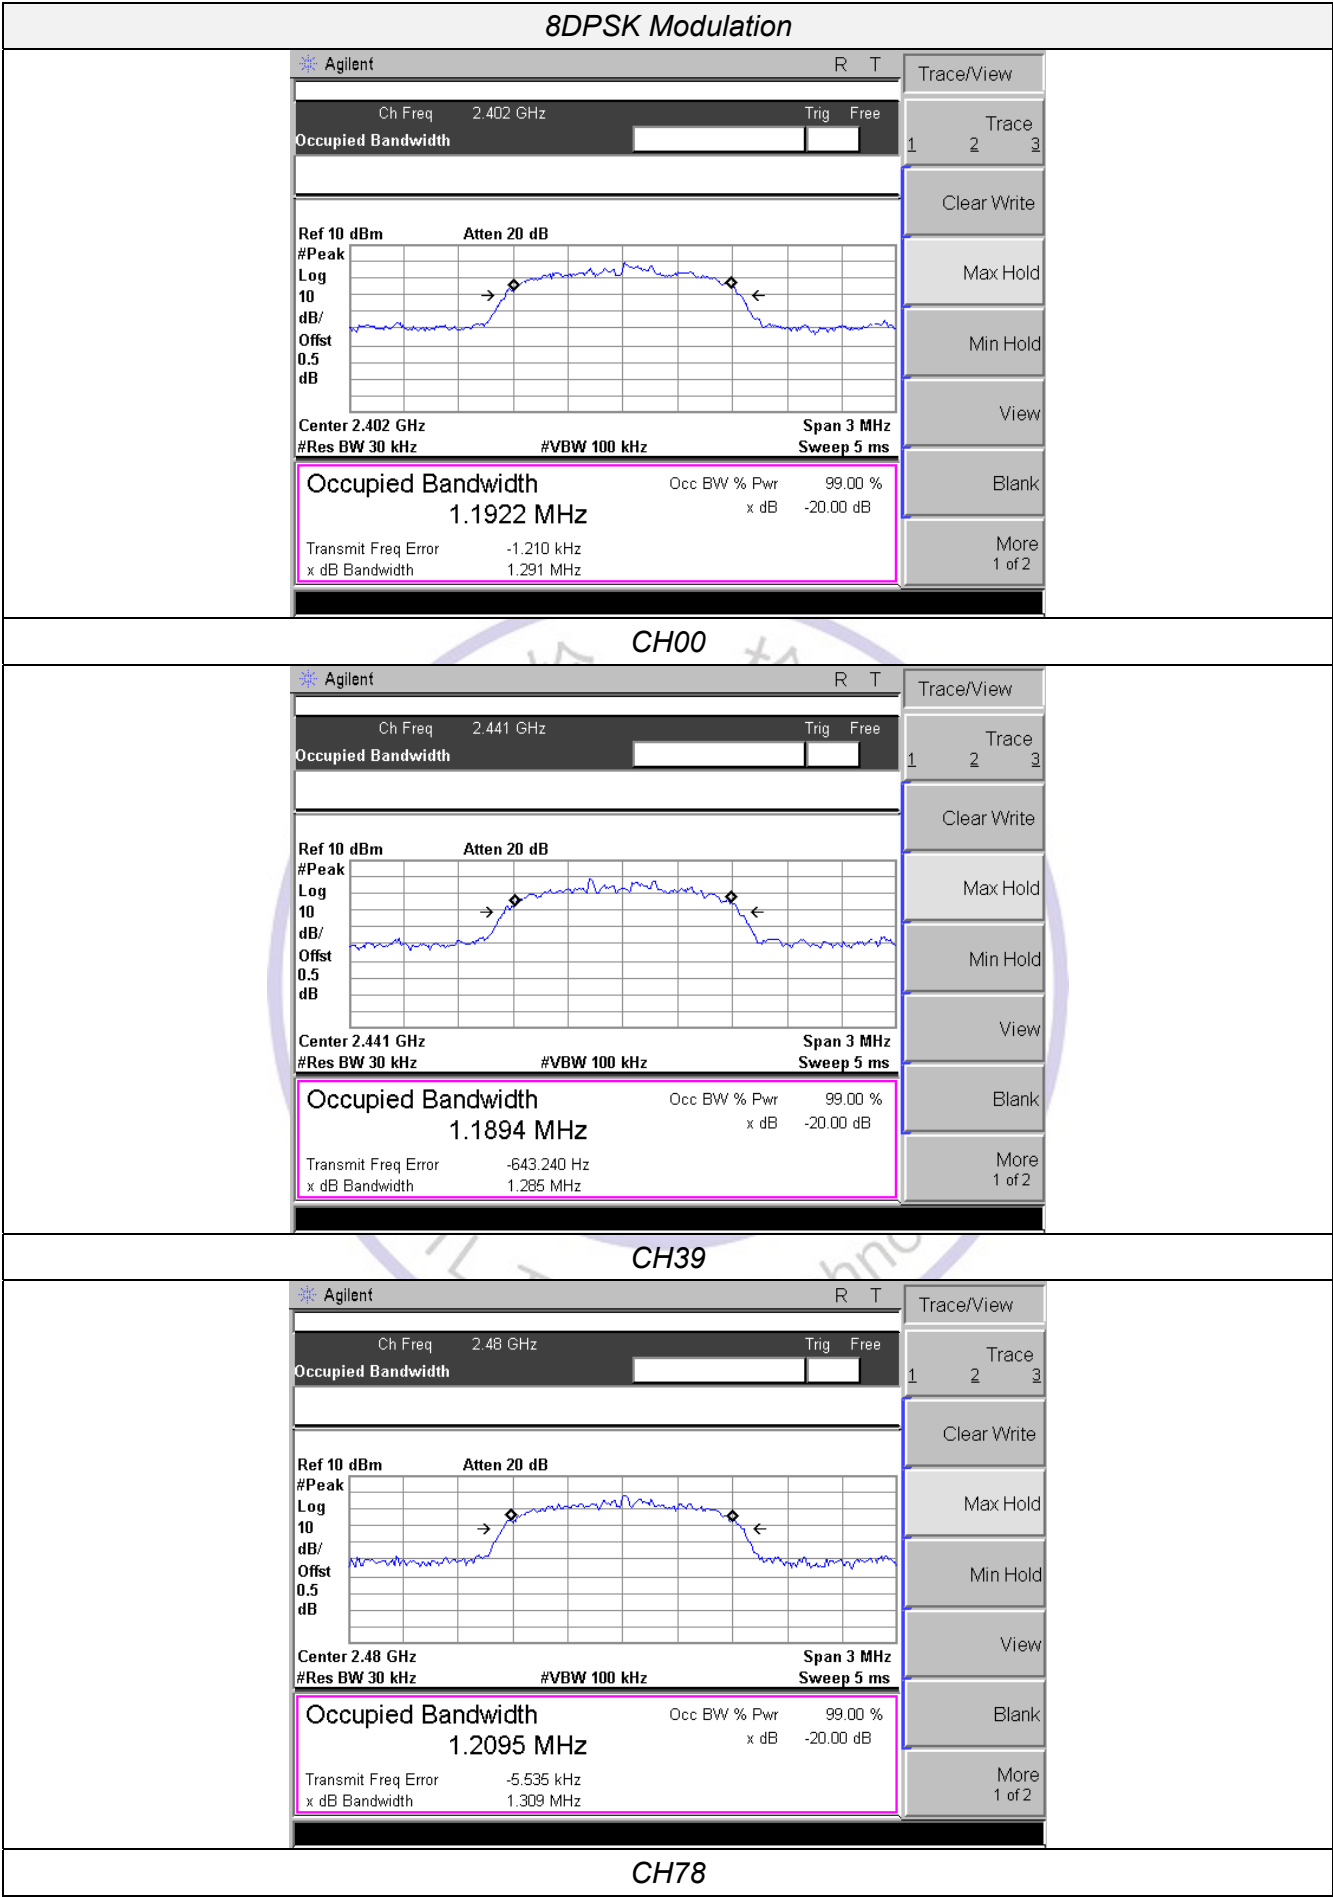 8DPSK Modulation
Agilent R T
Trace/View
Ch Freq 2.402 GHz Trig Free
Occupied Bandwidth
Trace
1 2 3
Clear Write
Ref 10 dBm Atten 20 dB
#Peak
Log
10
dB/
Offst
0.5
dB
Max Hold
Min Hold
View
Center 2.402 GHz Span 3 MHz
#Res BW 30 kHz #VBW 100 kHz Sweep 5 ms
Occupied Bandwidth Occ BW % Pwr 99.00 %
1.1922 MHz x dB -20.00 dB
Blank
Transmit Freq Error -1.210 kHz
x dB Bandwidth 1.291 MHz
More
1 of 2
CH00
Agilent R T
Trace/View
Ch Freq 2.441 GHz Trig Free
Occupied Bandwidth
Trace
1 2 3
Clear Write
Ref 10 dBm Atten 20 dB
#Peak
Log
10
dB/
Offst
0.5
dB
Max Hold
Min Hold
View
Center 2.441 GHz Span 3 MHz
#Res BW 30 kHz #VBW 100 kHz Sweep 5 ms
Occupied Bandwidth Occ BW % Pwr 99.00 %
1.1894 MHz x dB -20.00 dB
Blank
Transmit Freq Error -643.240 Hz
x dB Bandwidth 1.285 MHz
More
1 of 2
CH39
Agilent R T
Trace/View
Ch Freq 2.48 GHz Trig Free
Occupied Bandwidth
Trace
1 2 3
Clear Write
Ref 10 dBm Atten 20 dB
#Peak
Log
10
dB/
Offst
0.5
dB
Max Hold
Min Hold
View
Center 2.48 GHz Span 3 MHz
#Res BW 30 kHz #VBW 100 kHz Sweep 5 ms
Occupied Bandwidth Occ BW % Pwr 99.00 %
1.2095 MHz x dB -20.00 dB
Blank
Transmit Freq Error -5.535 kHz
x dB Bandwidth 1.309 MHz
More
1 of 2
CH78